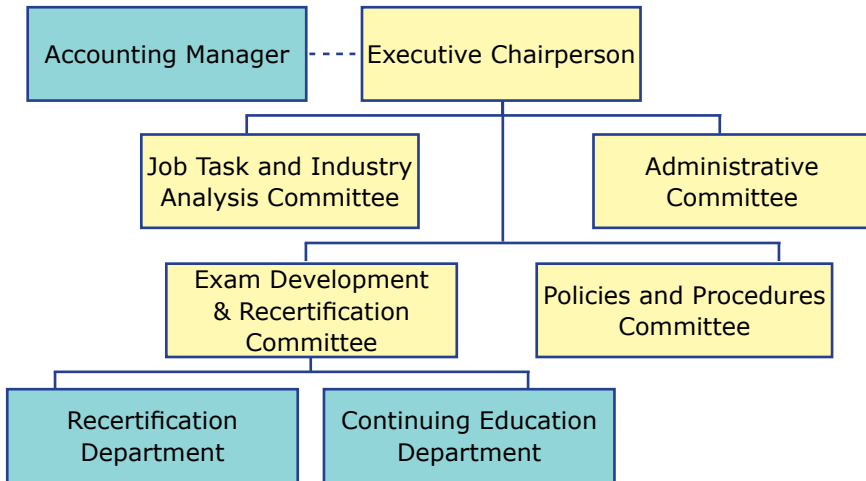 Accounting Manager
Executive Chairperson
Job Task and Industry
Analysis Committee
Administrative
Committee
Exam Development
& Recertification
Committee
Policies and Procedures
Committee
Recertification
Department
Continuing Education
Department